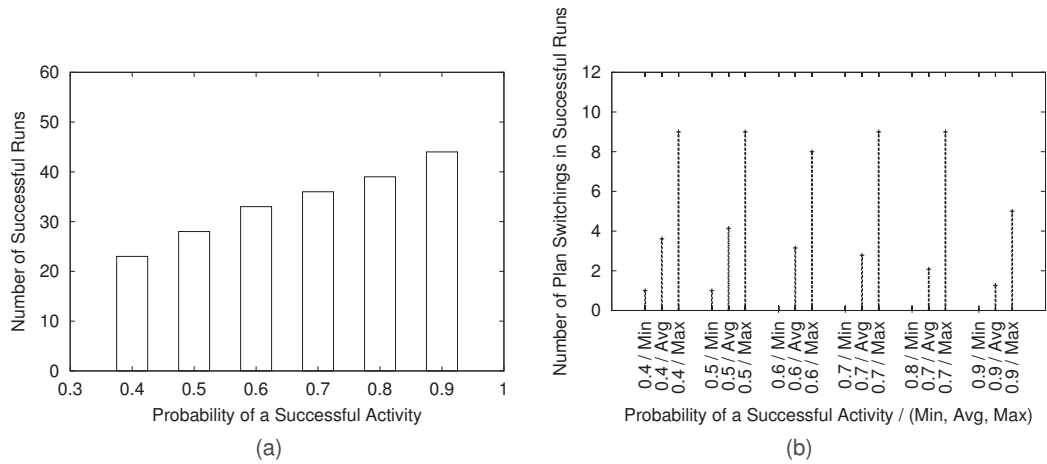 60
50
40
30
20
10
0
Number of Successful Runs
0.3 0.4 0.5 0.6 0.7 0.8 0.9 1
Probability of a Successful Activity
(a)
12
10
8
6
4
2
0
Number of Plan Switchings in Successful Runs
0.4 / Min
0.4 / Avg
0.4 / Max
0.5 / Min
0.5 / Avg
0.5 / Max
0.6 / Min
0.6 / Avg
0.6 / Max
0.7 / Min
0.7 / Avg
0.7 / Max
0.8 / Min
0.7 / Avg
0.7 / Max
0.9 / Min
0.9 / Avg
0.9 / Max
Probability of a Successful Activity / (Min, Avg, Max)
(b)